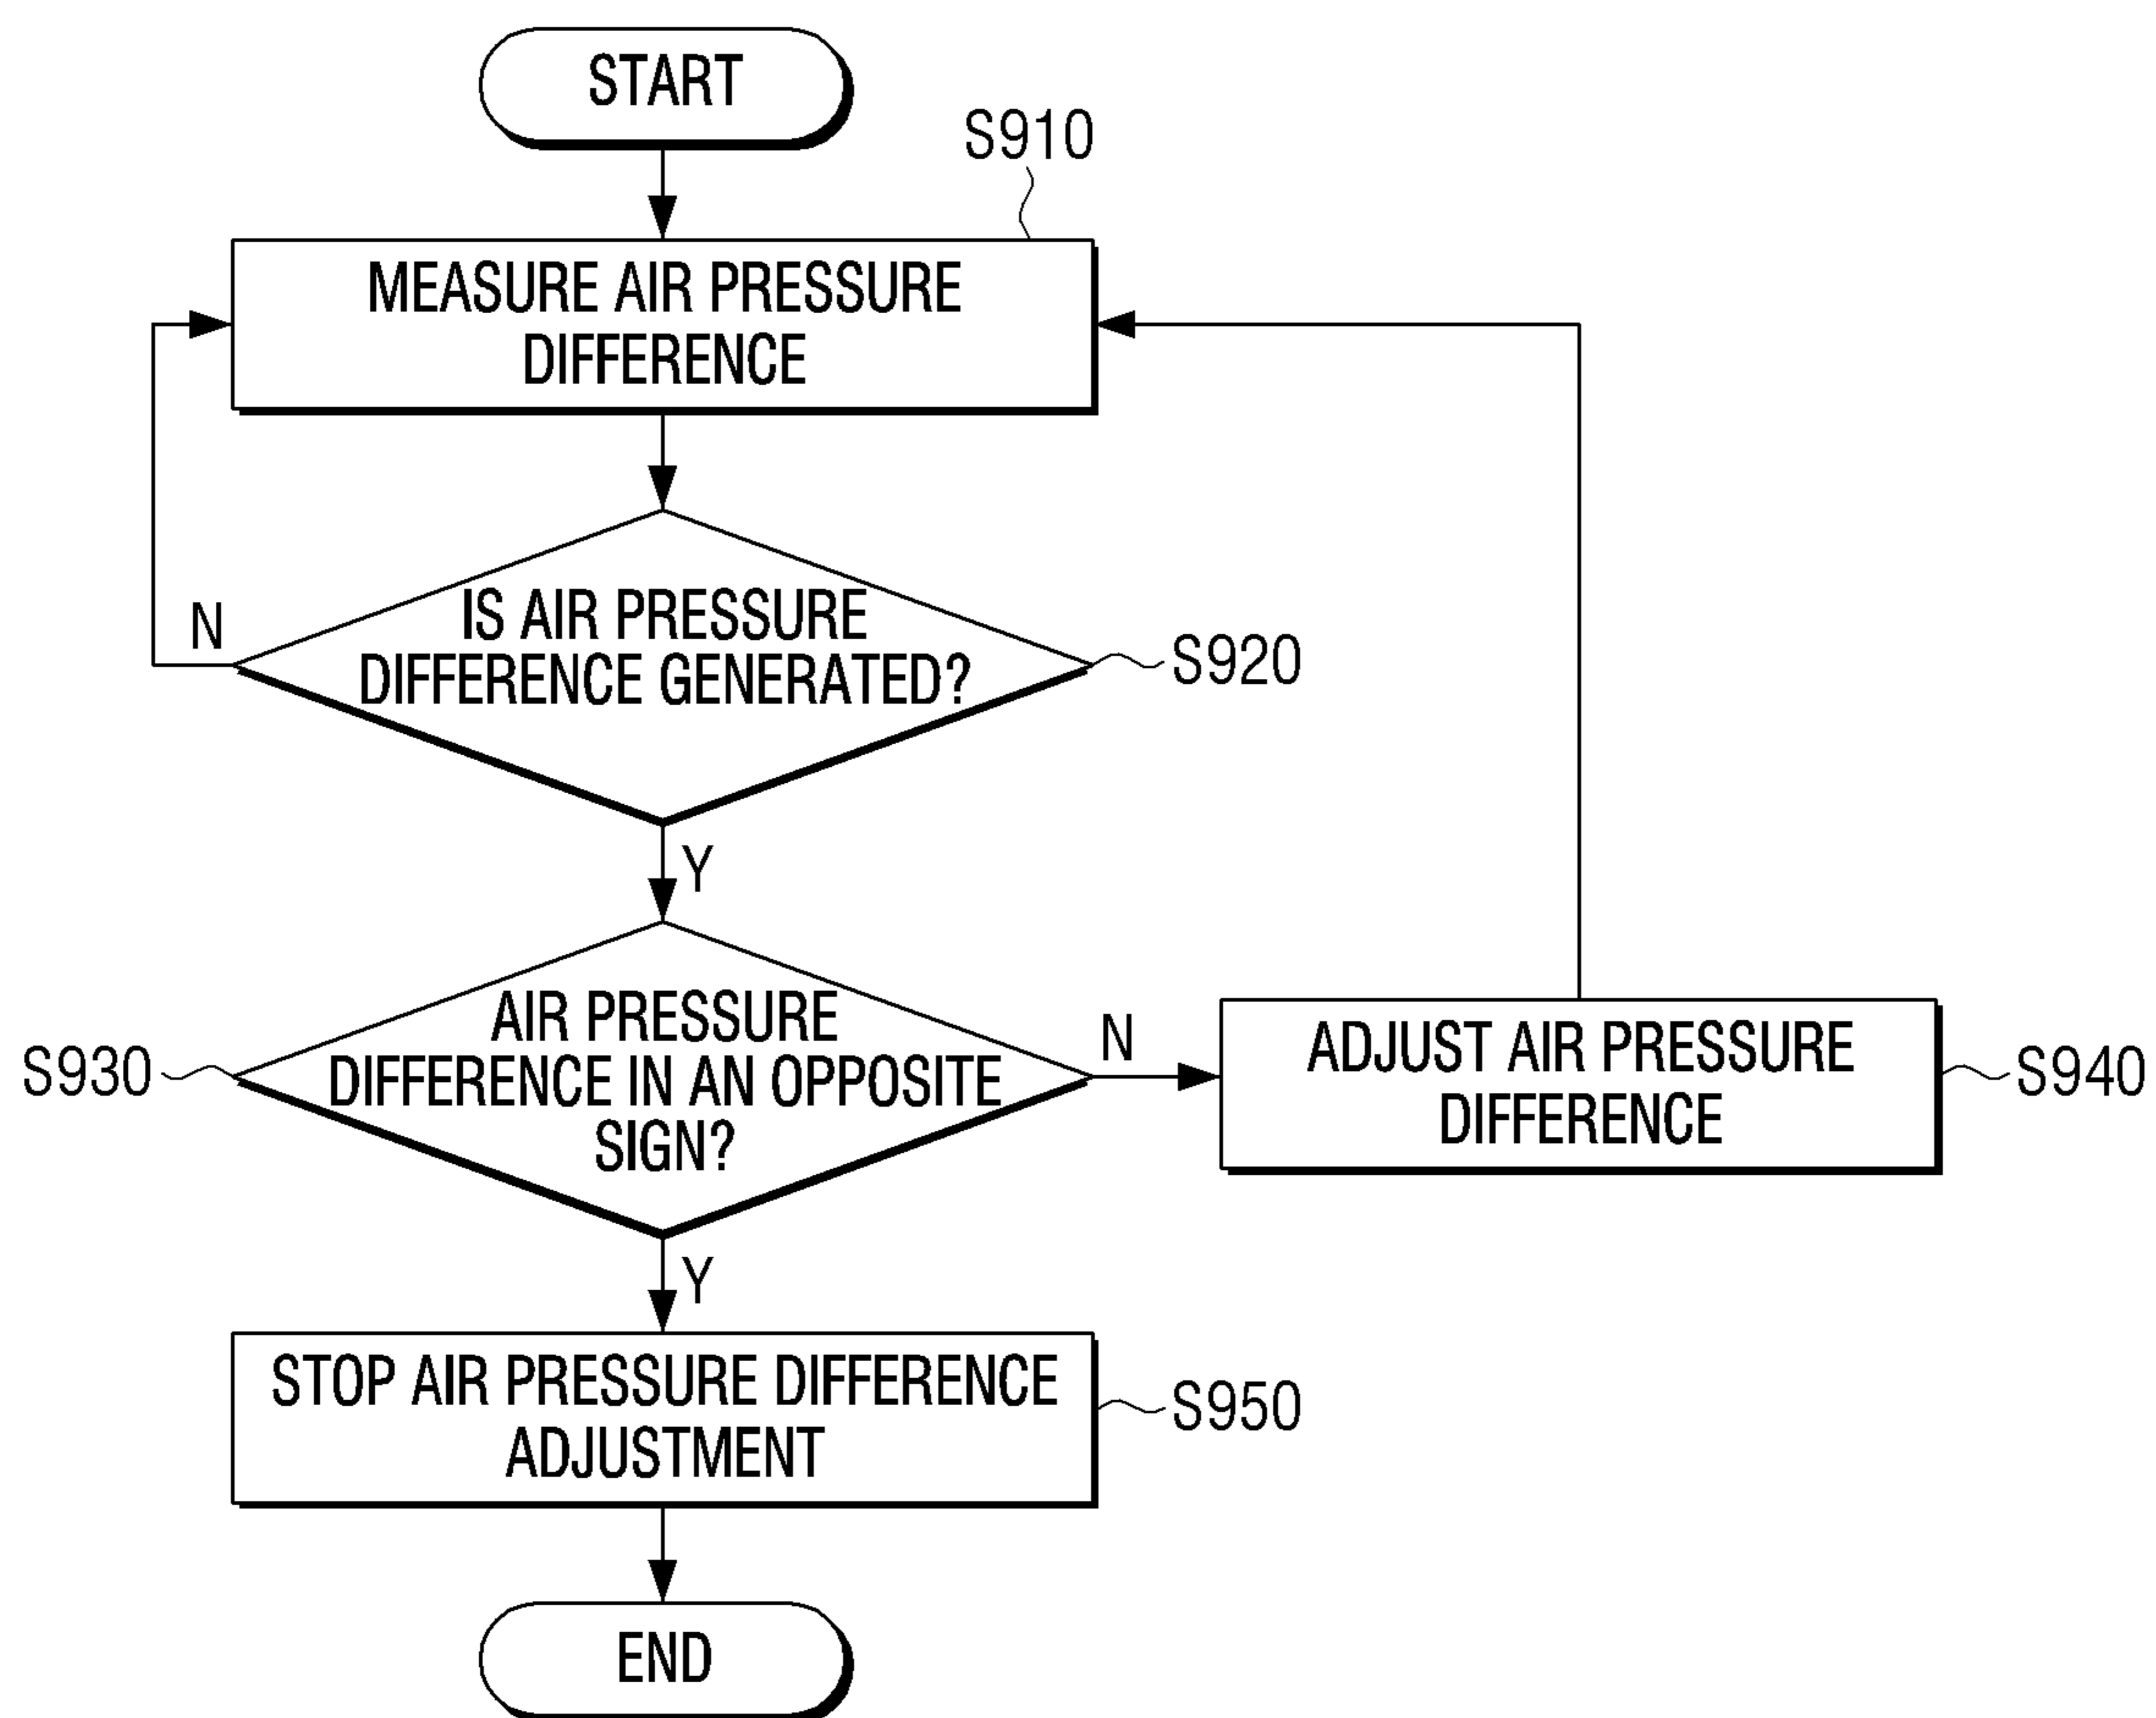 START
S910
MEASURE AIR PRESSURE
DIFFERENCE
N
IS AIR PRESSURE
DIFFERENCE GENERATED?
S920
Y
S930
AIR PRESSURE
DIFFERENCE IN AN OPPOSITE
SIGN?
N
ADJUST AIR PRESSURE
DIFFERENCE
S940
Y
STOP AIR PRESSURE DIFFERENCE
ADJUSTMENT
S950
END